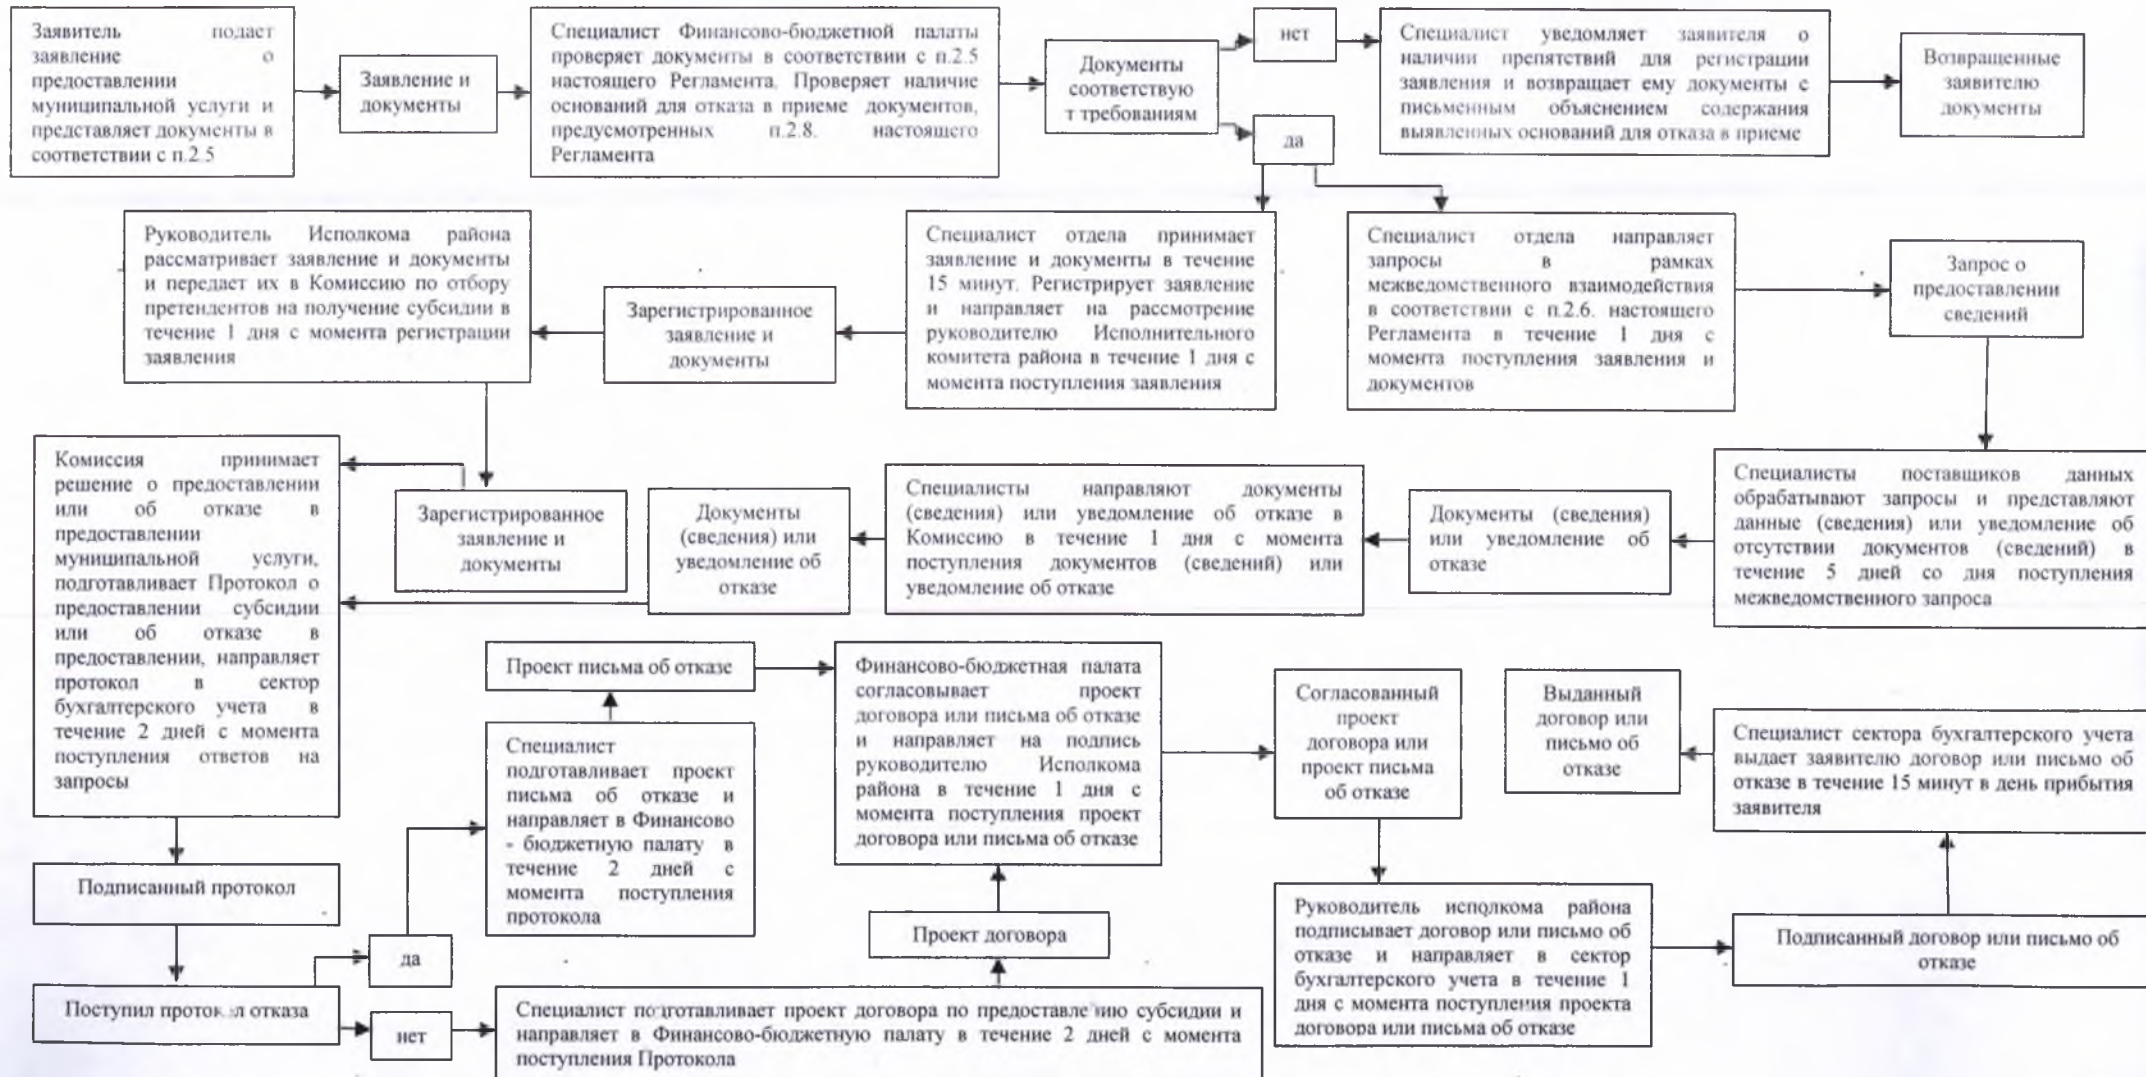 Заявитель подает
заявление о
предоставлении
муниципальной услуги и
представляет документы в
соответствии с п.2.5
Заявление и
документы
Специалист Финансово-бюджетной палаты
проверяет документы в соответствии с п.2.5
настоящего Регламента. Проверяет наличие
оснований для отказа в приеме документов,
предусмотренных п.2.8. настоящего
Регламента
Документы
соответствую
т требованиям
нет
да
Специалист уведомляет заявителя о
наличии препятствий для регистрации
заявления и возвращает ему документы с
письменным объяснением содержания
выявленных оснований для отказа в приеме
Возвращенные
заявителю
документы
Руководитель Исполкома района
рассматривает заявление и документы
и передает их в Комиссию по отбору
претендентов на получение субсидии в
течение 1 дня с момента регистрации
заявления
Зарегистрированное
заявление и
документы
Специалист отдела принимает
заявление и документы в течение
15 минут. Регистрирует заявление
и направляет на рассмотрение
руководителю Исполнительного
комитета района в течение 1 дня с
момента поступления заявления
Специалист отдела направляет
запросы в рамках
межведомственного взаимодействия
в соответствии с п.2.6. настоящего
Регламента в течение 1 дня с
момента поступления заявления и
документов
Запрос о
предоставлении
сведений
Комиссия принимает
решение о предоставлении
или об отказе в
предоставлении
муниципальной услуги,
подготавливает Протокол о
предоставлении субсидии
или об отказе в
предоставлении, направляет
протокол в сектор
бухгалтерского учета в
течение 2 дней с момента
поступления ответов на
запросы
Зарегистрированное
заявление и
документы
Документы
(сведения) или
уведомление об
отказе
Специалисты направляют документы
(сведения) или уведомление об отказе в
Комиссию в течение 1 дня с момента
поступления документов (сведений) или
уведомление об отказе
Документы (сведения)
или уведомление об
отказе
Специалисты поставщиков данных
обрабатывают запросы и представляют
данные (сведения) или уведомление об
отсутствии документов (сведений) в
течение 5 дней со дня поступления
межведомственного запроса
Проект письма об отказе
Специалист
подготавливает проект
письма об отказе и
направляет в Финансово
- бюджетную палату в
течение 2 дней с
момента поступления
протокола
Финансово-бюджетная палата
согласовывает проект
договора или письма об отказе
и направляет на подпись
руководителю Исполкома
района в течение 1 дня с
момента поступления проект
договора или письма об отказе
Согласованный
проект
договора или
проект письма
об отказе
Выданный
договор или
письмо об
отказе
Специалист сектора бухгалтерского учета
выдает заявителю договор или письмо об
отказе в течение 15 минут в день прибытия
заявителя
Подписанный протокол
да
Проект договора
Руководитель исполкома района
подписывает договор или письмо об
отказе и направляет в сектор
бухгалтерского учета в течение 1
дня с момента поступления проекта
договора или письма об отказе
Подписанный договор или письмо об
отказе
Поступил протокол отказа
нет
Специалист подготавливает проект договора по предоставлению субсидии и
направляет в Финансово-бюджетную палату в течение 2 дней с момента
поступления Протокола